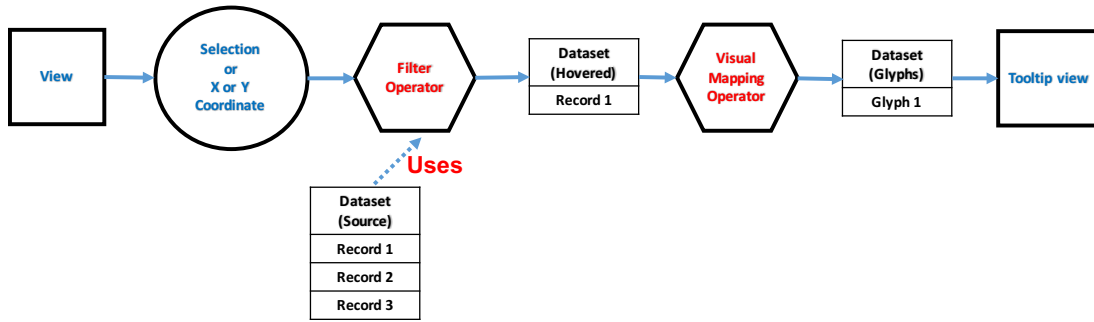 View
Selection
or
X or Y
Coordinate
Filter
Operator
Dataset
(Hovered)
Record 1
Visual
Mapping
Operator
Dataset
(Glyphs)
Glyph 1
Tooltip view
Uses
Dataset
(Source)
Record 1
Record 2
Record 3